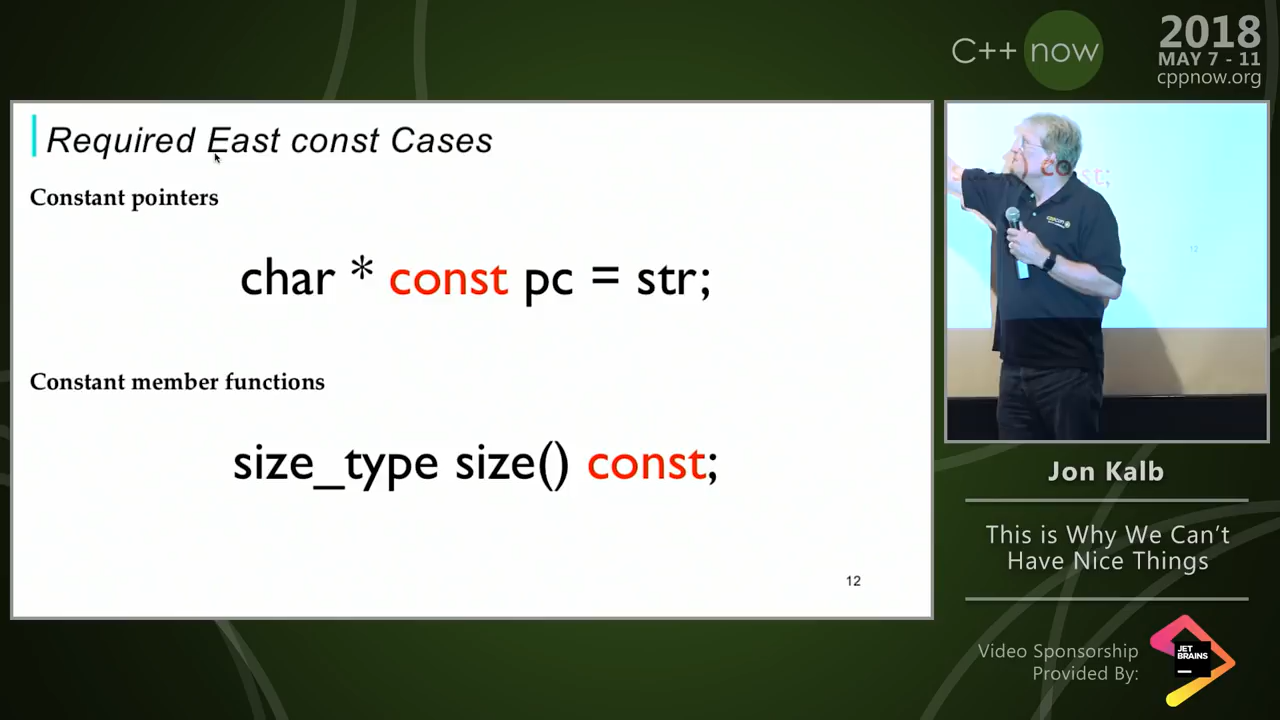 C++ now
2018
MAY 7 - 11
cppnow.org
Required East const Cases
Constant pointers
char * const pc = str;
Constant member functions
size_type size() const;
12
Jon Kalb
This is Why We Can't
Have Nice Things
Video Sponsorship
Provided By:
JET
BRAINS